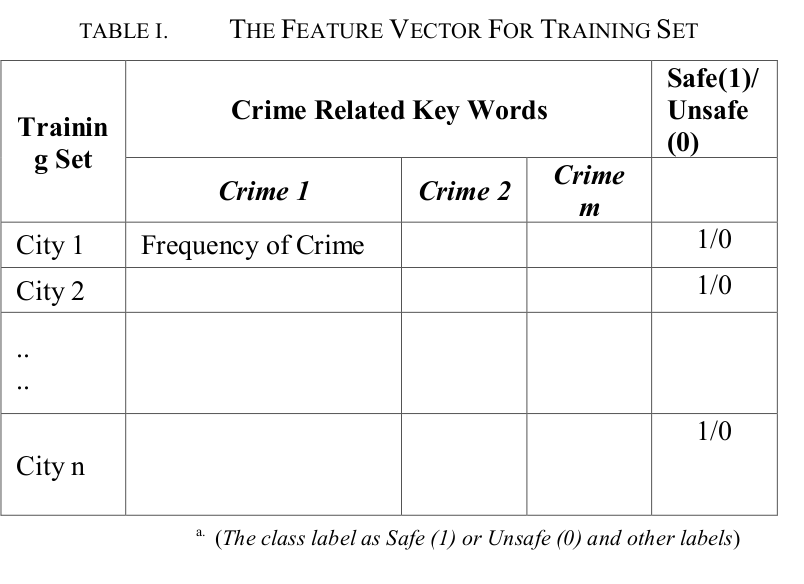 TABLE I. THE FEATURE VECTOR FOR TRAINING SET
Trainin
g Set
Crime Related Key Words
Safe(1)/
Unsafe
(0)
Crime 1
Crime 2
Crime
m
City 1
Frequency of Crime
1/0
City 2
1/0
..
..
City n
1/0
a. (The class label as Safe (1) or Unsafe (0) and other labels)